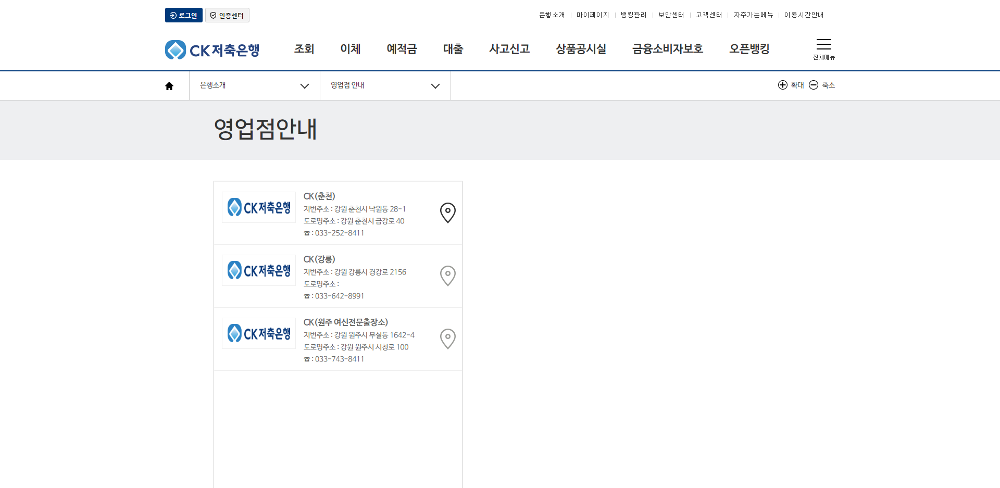 로그인
인증센터
은행소개
마이페이지
뱅킹관리
보안센터
고객센터
자주가는메뉴
이용시간안내
CK저축은행
조회
이체
예적금
대출
사고신고
상품공시실
금융소비자보호
오픈뱅킹
전체메뉴
은행소개
영업점 안내
확대
축소
영업점안내
CK저축은행
CK(춘천)
지번주소 : 강원 춘천시 낙원동 28-1
도로명주소 : 강원 춘천시 금강로 40
☎ : 033-252-8411
CK저축은행
CK(강릉)
지번주소 : 강원 강릉시 경강로 2156
도로명주소 :
☎ : 033-642-8991
CK저축은행
CK(원주 여신전문출장소)
지번주소 : 강원 원주시 무실동 1642-4
도로명주소 : 강원 원주시 시청로 100
☎ : 033-743-8411